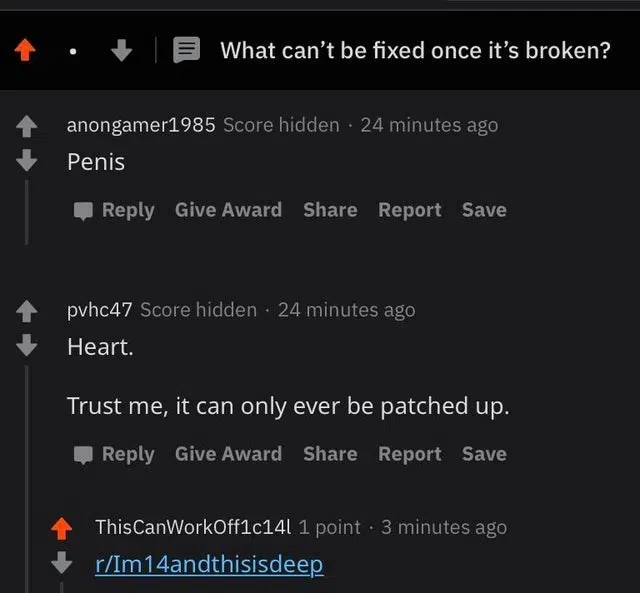 What can’t be fixed once it’s broken?
anongamer1985 Score hidden · 24 minutes ago
Penis
Reply Give Award Share Report Save
pvhc47 Score hidden · 24 minutes ago
Heart.
Trust me, it can only ever be patched up.
Reply Give Award Share Report Save
ThisCanWorkOff1c14l 1 point · 3 minutes ago
r/Im14andthisisdeep